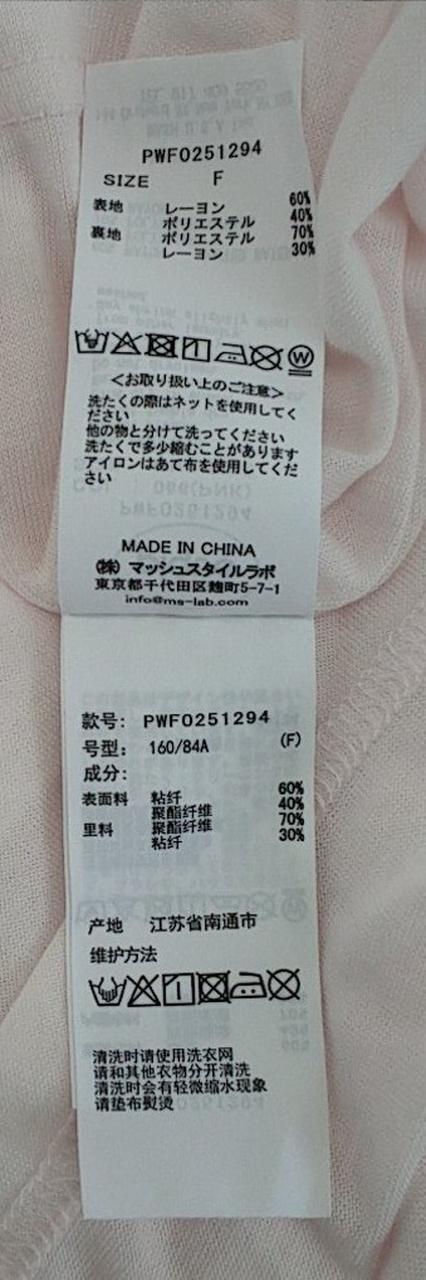 PWFO251294
SIZE F
表地 レーヨン 60%
ポリエステル 40%
裏地 ポリエステル 70%
レーヨン 30%
W
<お取り扱い上のご注意>
洗たくの際はネットを使用してく
ださい
他の物と分けて洗ってください
洗たくで多少縮むことがあります
アイロンはあて布を使用してくだ
さい
MADE IN CHINA
(株) マッシュスタイルラボ
東京都千代田区麹町5-7-1
info@ms-lab.com
款号: PWFO251294
号型: 160/84A (F)
成分:
表面料 粘纤 60%
聚酯纤维 40%
里料 聚酯纤维 70%
粘纤 30%
产地 江苏省南通市
维护方法
清洗时请使用洗衣网
请和其他衣物分开清洗
清洗时会有轻微缩水现象
请垫布熨烫